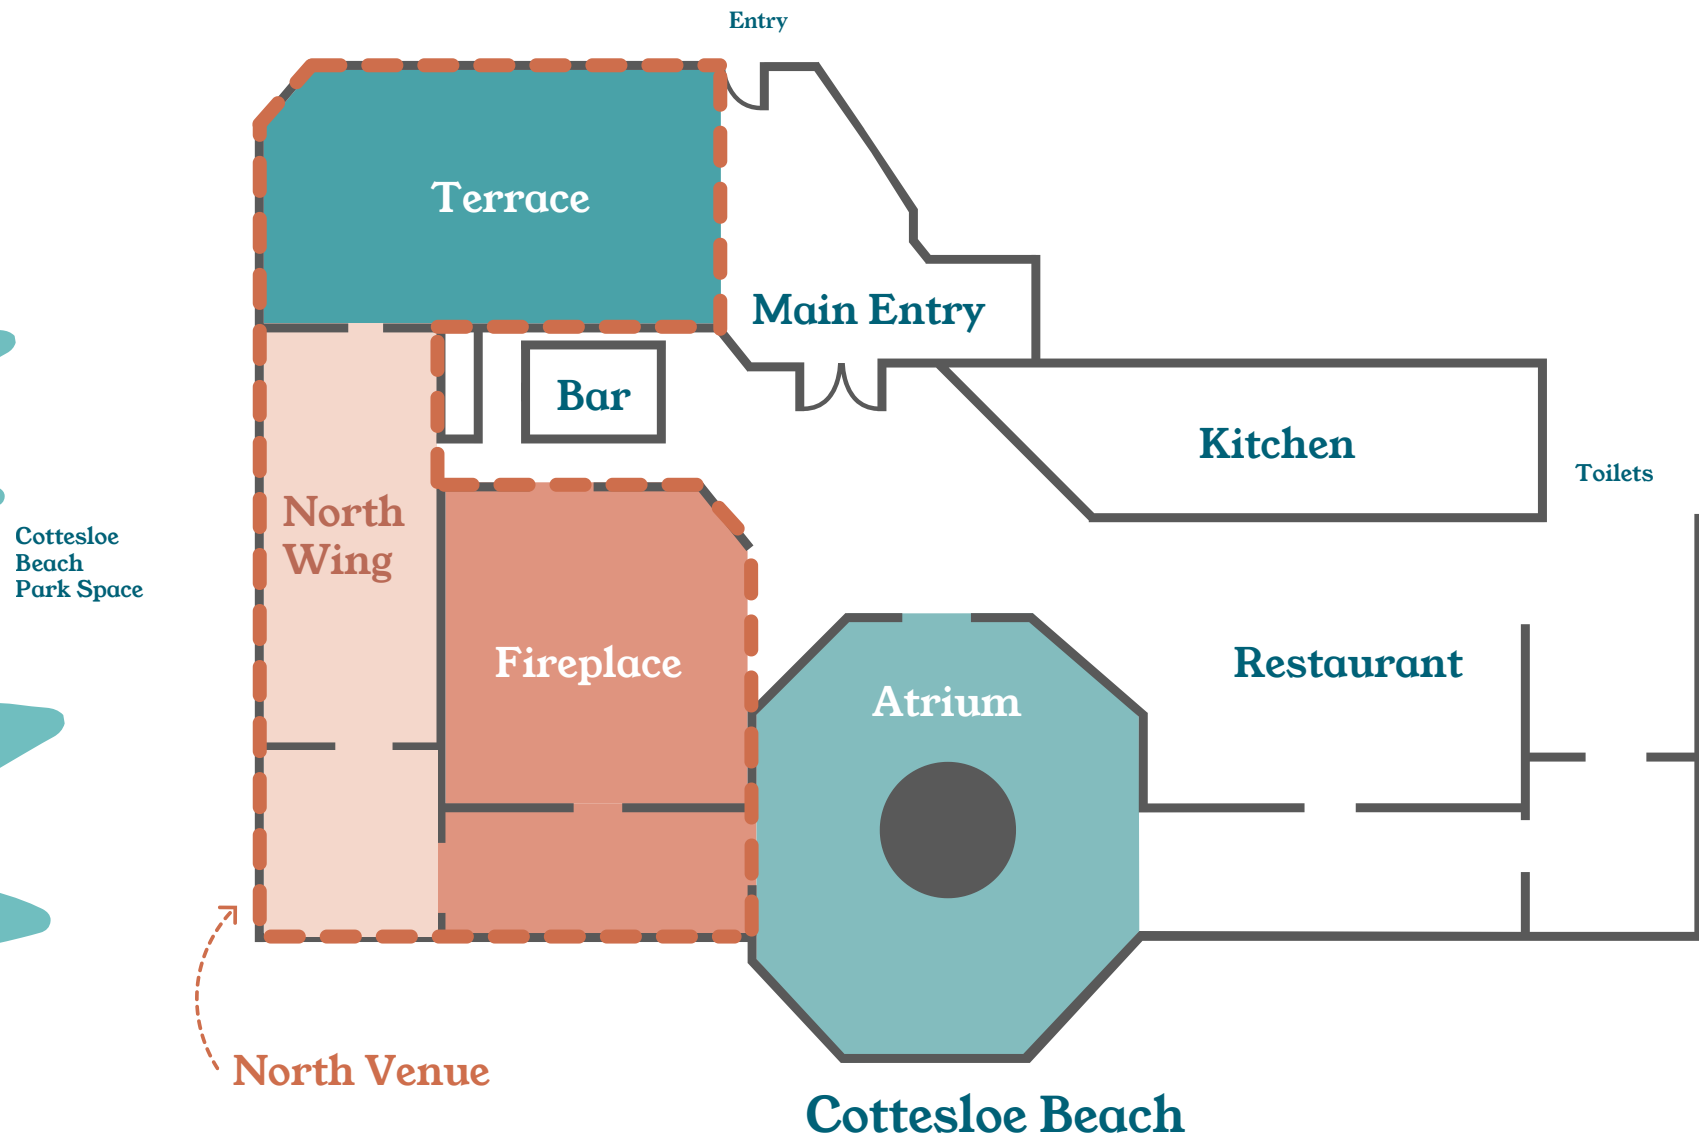 Entry
Terrace
Main Entry
Bar
Kitchen
Toilets
North
Wing
Cottesloe
Beach
Park Space
Fireplace
Restaurant
Atrium
North Venue
Cottesloe Beach